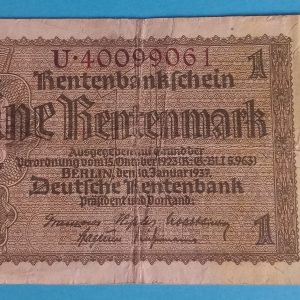 U·40099061
Rentenbankschein
1
ine Rentenmark
Ausgegeben auf Grund der
Verordnung vom 15. Oktober 1923 (R.G.Bl. I S. 963)
BERLIN, den 30. Januar 1937
Deutsche Rentenbank
Präsident und Vorstand:
1